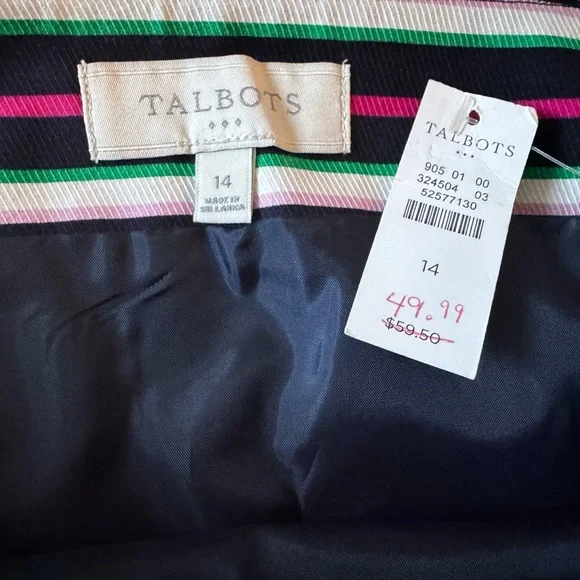 TALBOTS
14
MADE IN
SRI LANKA
TALBOTS
905 01 00
324504 03
52577130
14
49.99
$59.50